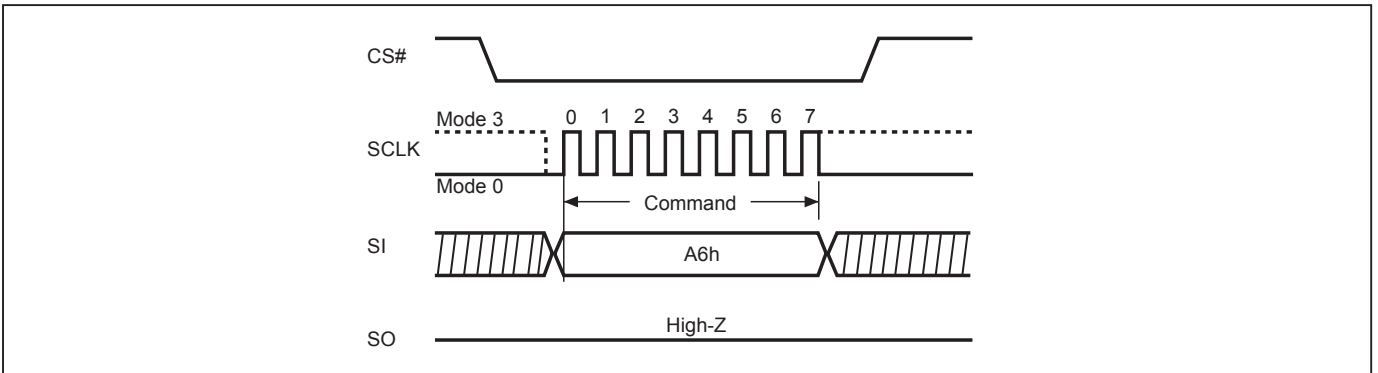 CS#
Mode 3
0 1 2 3 4 5 6 7
SCLK
Mode 0
Command
SI
A6h
High-Z
SO